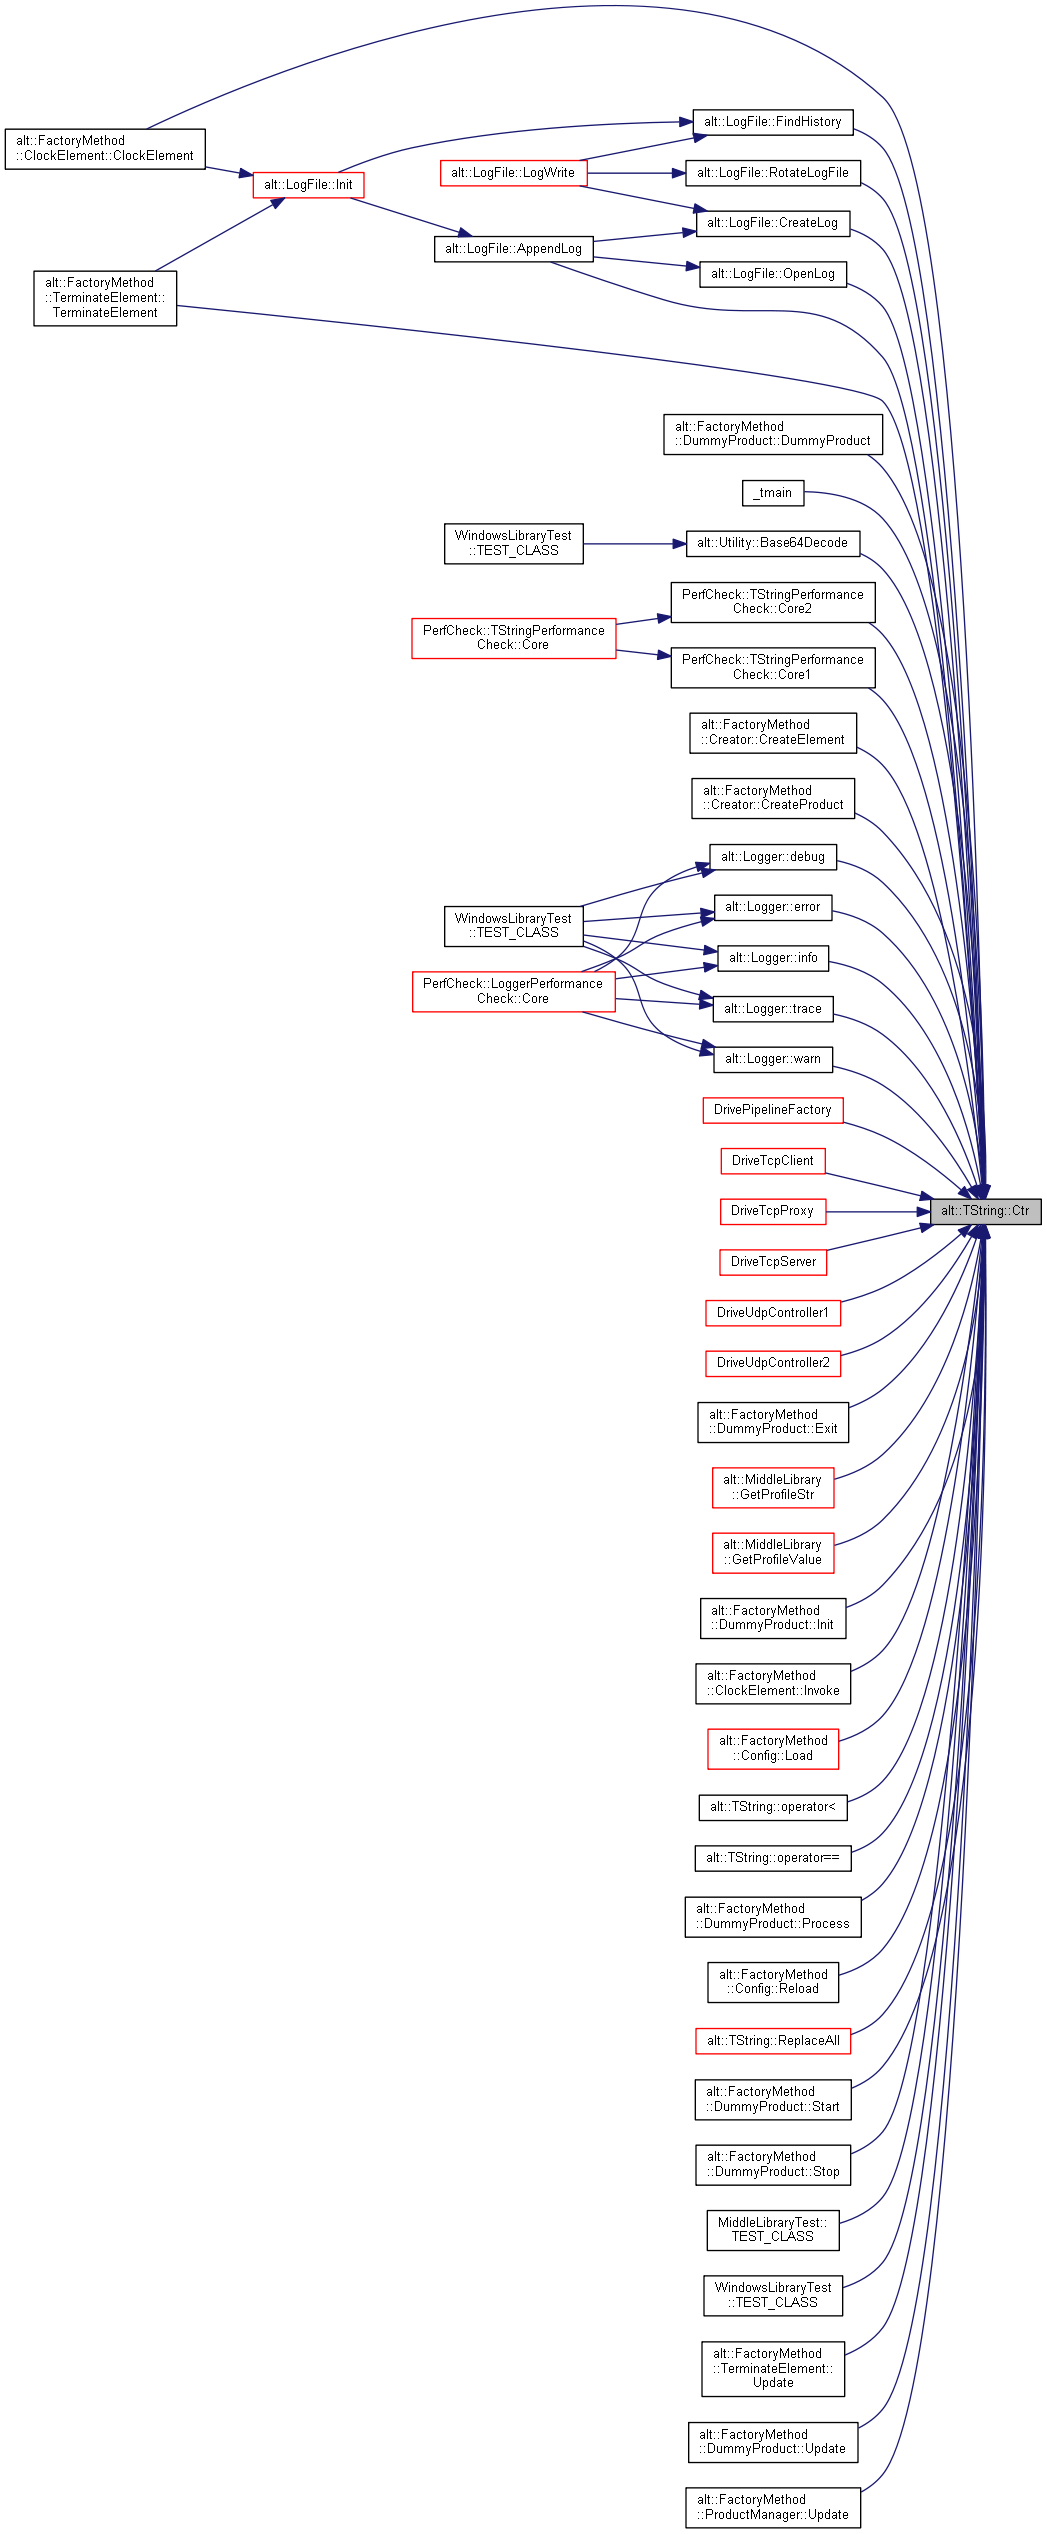 alt::FactoryMethod
::ClockElement::ClockElement
alt::LogFile::Init
alt::FactoryMethod
::TerminateElement::
TerminateElement
alt::LogFile::FindHistory
alt::LogFile::LogWrite
alt::LogFile::RotateLogFile
alt::LogFile::CreateLog
alt::LogFile::AppendLog
alt::LogFile::OpenLog
alt::FactoryMethod
::DummyProduct::DummyProduct
_tmain
WindowsLibraryTest
::TEST_CLASS
alt::Utility::Base64Decode
PerfCheck::TStringPerformance
Check::Core2
PerfCheck::TStringPerformance
Check::Core
PerfCheck::TStringPerformance
Check::Core1
alt::FactoryMethod
::Creator::CreateElement
alt::FactoryMethod
::Creator::CreateProduct
alt::Logger::debug
alt::Logger::error
WindowsLibraryTest
::TEST_CLASS
alt::Logger::info
PerfCheck::LoggerPerformance
Check::Core
alt::Logger::trace
alt::Logger::warn
DrivePipelineFactory
DriveTcpClient
DriveTcpProxy
alt::TString::Ctr
DriveTcpServer
DriveUdpController1
DriveUdpController2
alt::FactoryMethod
::DummyProduct::Exit
alt::MiddleLibrary
::GetProfileStr
alt::MiddleLibrary
::GetProfileValue
alt::FactoryMethod
::DummyProduct::Init
alt::FactoryMethod
::ClockElement::Invoke
alt::FactoryMethod
::Config::Load
alt::TString::operator<
alt::TString::operator==
alt::FactoryMethod
::DummyProduct::Process
alt::FactoryMethod
::Config::Reload
alt::TString::ReplaceAll
alt::FactoryMethod
::DummyProduct::Start
alt::FactoryMethod
::DummyProduct::Stop
MiddleLibraryTest::
TEST_CLASS
WindowsLibraryTest
::TEST_CLASS
alt::FactoryMethod
::TerminateElement::
Update
alt::FactoryMethod
::DummyProduct::Update
alt::FactoryMethod
::ProductManager::Update